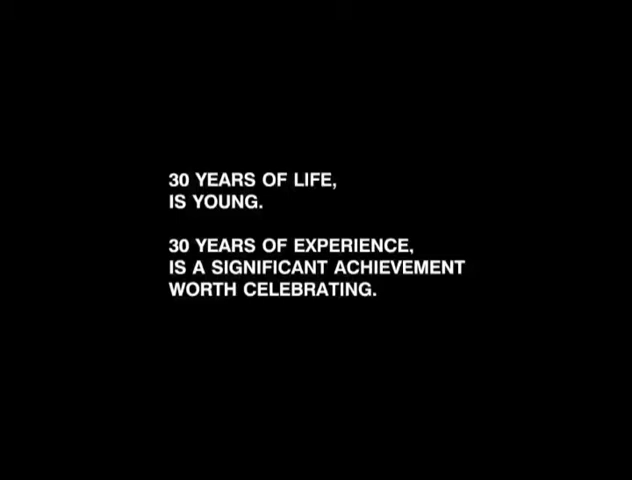 30 YEARS OF LIFE,
IS YOUNG.
30 YEARS OF EXPERIENCE,
IS A SIGNIFICANT ACHIEVEMENT
WORTH CELEBRATING.